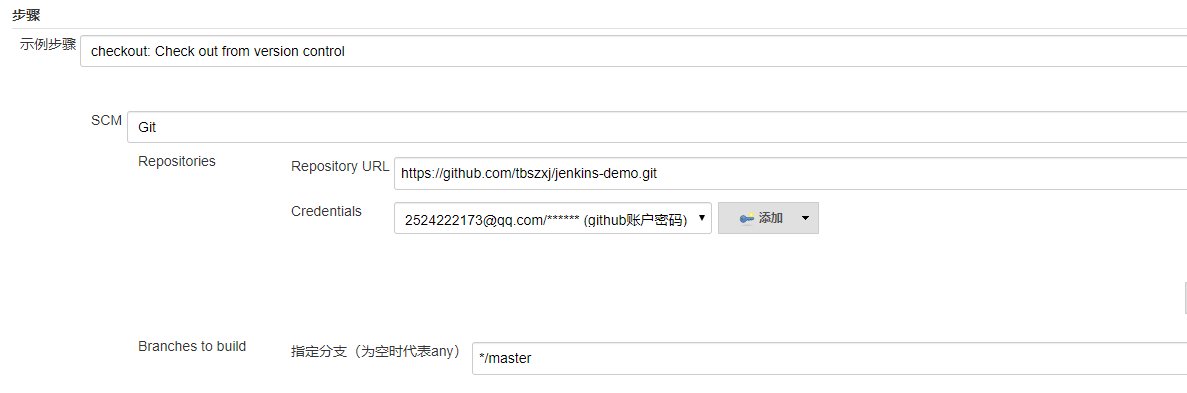 步骤
示例步骤 checkout: Check out from version control
SCM Git
Repositories Repository URL https://github.com/tbszxj/jenkins-demo.git
Credentials 2524222173@qq.com/****** (github账户密码) 添加
Branches to build 指定分支（为空时代表any） */master